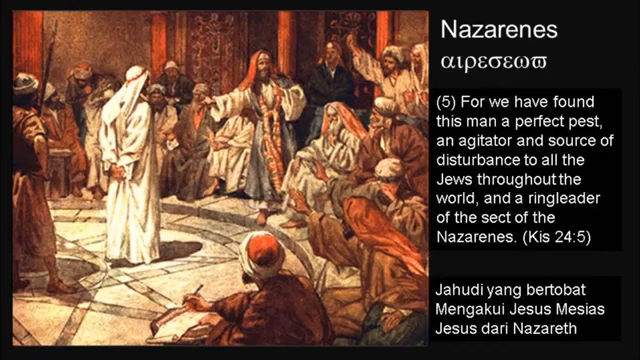 Nazarenes
αιρεσεωϖ
(5) For we have found
this man a perfect pest,
an agitator and source of
disturbance to all the
Jews throughout the
world, and a ringleader
of the sect of the
Nazarenes. (Kis 24:5)
Jahudi yang bertobat
Mengakui Jesus Mesias
Jesus dari Nazareth